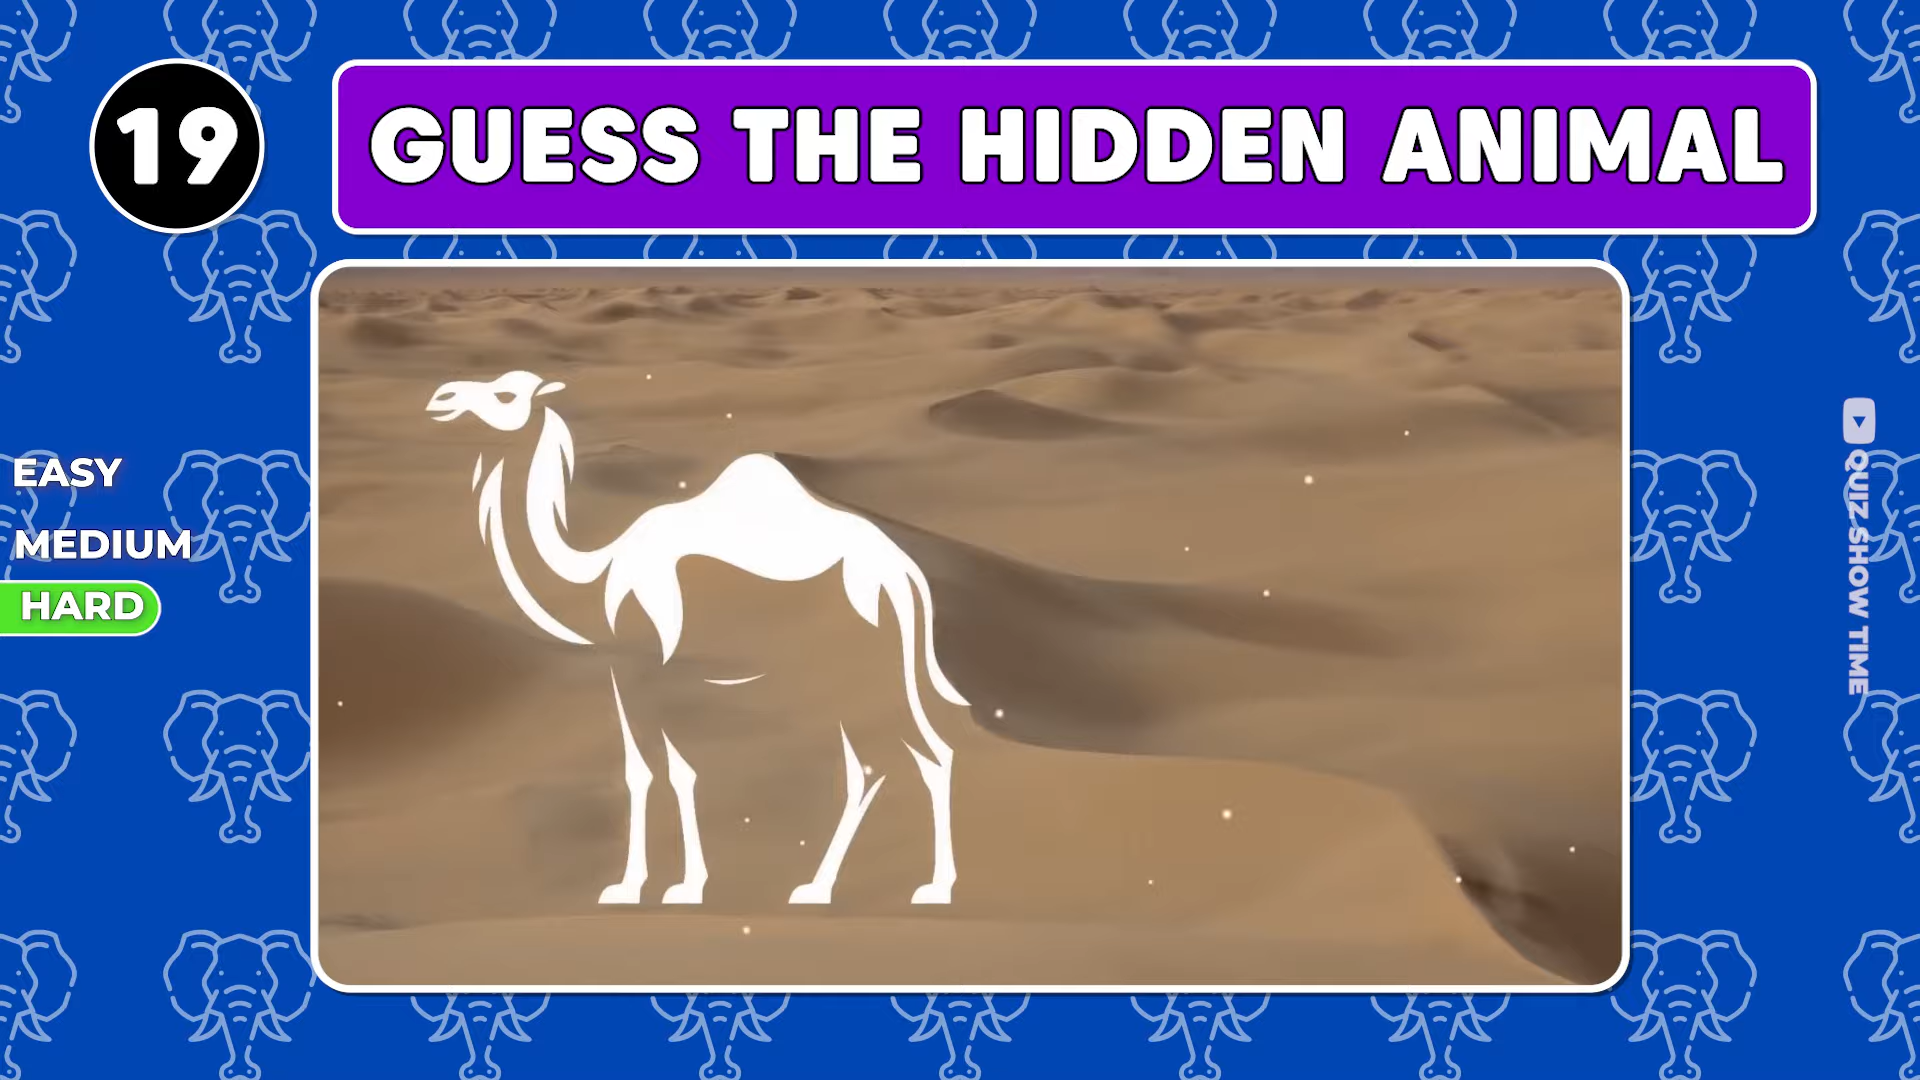 19
GUESS THE HIDDEN ANIMAL
EASY
MEDIUM
HARD
QUIZ SHOW TIME